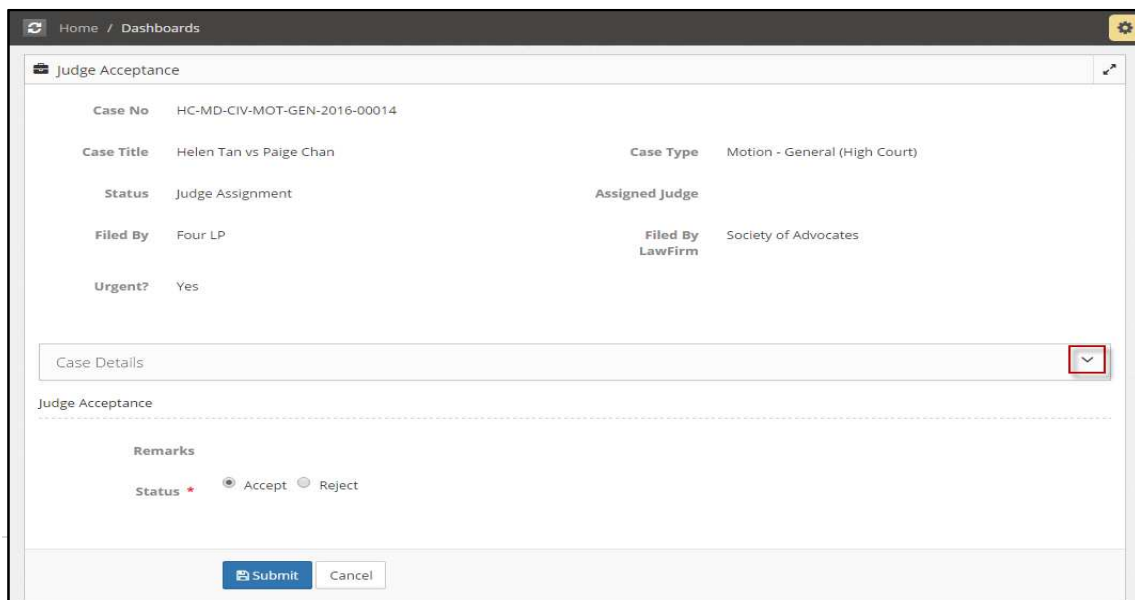 Home / Dashboards
Judge Acceptance
Case No HC-MD-CIV-MOT-GEN-2016-00014
Case Title Helen Tan vs Paige Chan Case Type Motion - General (High Court)
Status Judge Assignment Assigned Judge
Filed By Four LP Filed By LawFirm Society of Advocates
Urgent? Yes
Case Details
Judge Acceptance
Remarks
Status * Accept Reject
Submit Cancel